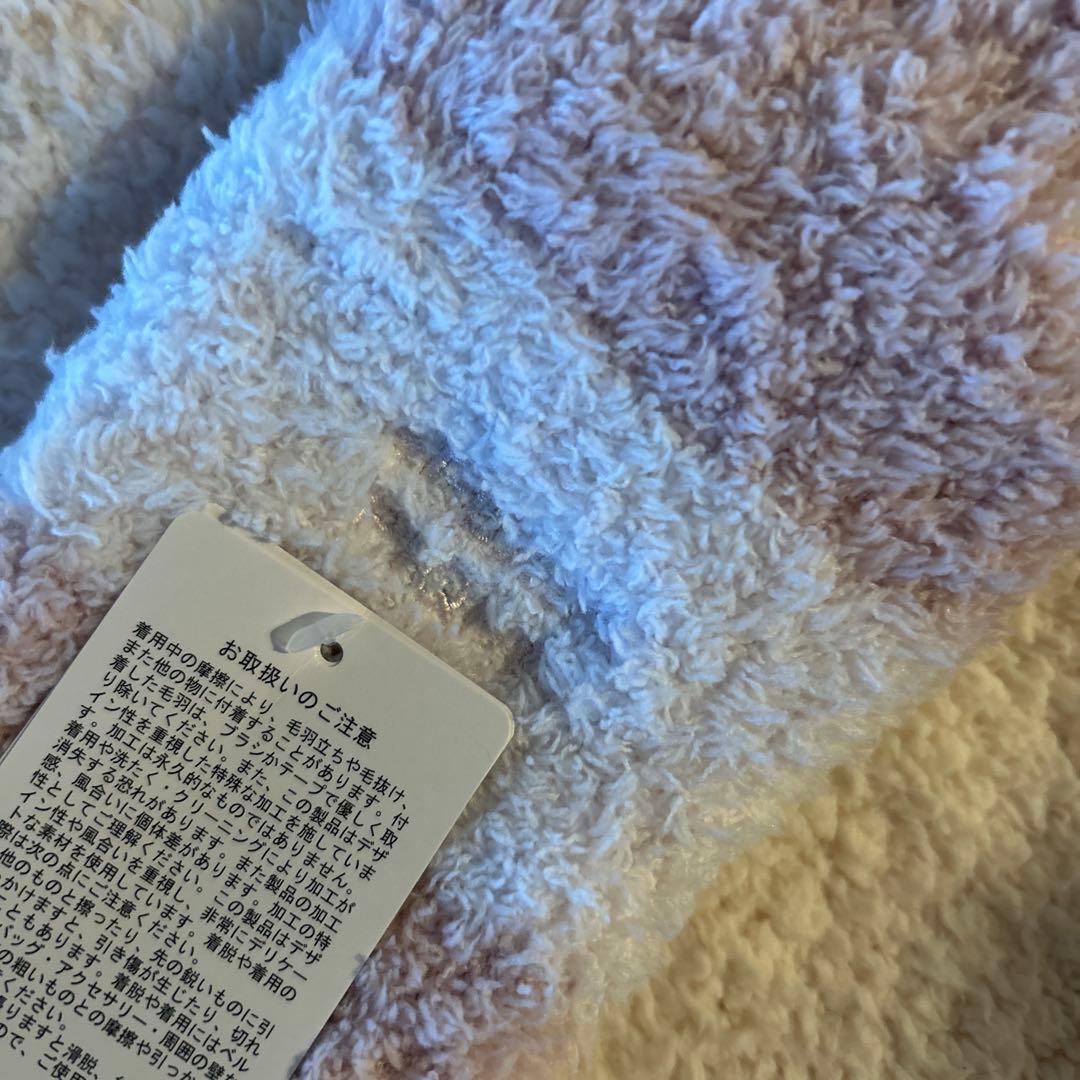 お取扱いのご注意
着用中の摩擦により、毛羽立ちや毛抜け、
また他の物に付着することがあります。付
着した毛羽は、ブラシかテープで優しく取
り除いてください。また、この製品はデザ
イン性を重視した特殊な加工を施していま
す。加工は永久的なものではありません。
着用や洗たく・クリーニングにより加工が
消失する恐れがあります。また製品の加工
感、風合いに個体差があります。加工の特
性としてご理解ください。この製品はデザ
イン性や風合いを重視し、非常にデリケー
トな素材を使用しています。着脱や着用の
際は次の点にご注意ください。
他のものと擦ったり、先の鋭いものに引
かけますと、引き傷が生じたり、切れ
ともあります。着脱や着用にはベル
バッグ・アクセサリー・周囲の壁
の粗いものとの摩擦や引っか
ください。
りますと滑脱、
ので、ご使用